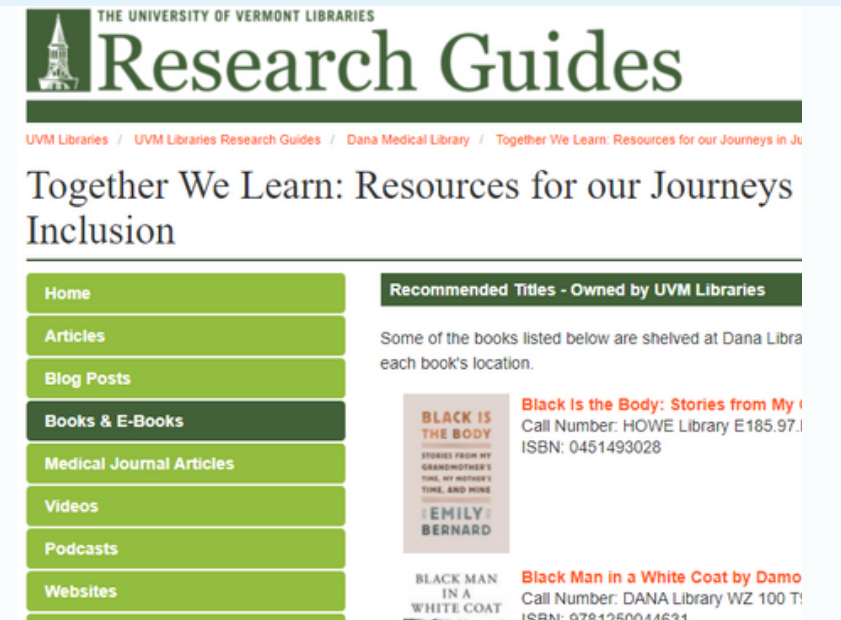 THE UNIVERSITY OF VERMONT LIBRARIES
Research Guides
UVM Libraries / UVM Libraries Research Guides / Dana Medical Library / Together We Learn: Resources for our Journeys in Ju
Together We Learn: Resources for our Journeys
Inclusion
Home
Articles
Blog Posts
Books & E-Books
Medical Journal Articles
Videos
Podcasts
Websites
Recommended Titles - Owned by UVM Libraries
Some of the books listed below are shelved at Dana Libra
each book's location.
BLACK IS
THE BODY
STORIES FROM MY
GRANDMOTHER'S
TIME, MY MOTHER'S
TIME, AND MINE
EMILY
BERNARD
Black Is the Body: Stories from My
Call Number: HOWE Library E185.97.
ISBN: 0451493028
BLACK MAN
IN A
WHITE COAT
Black Man in a White Coat by Damo
Call Number: DANA Library WZ 100 T
ISBN: 9781250044631